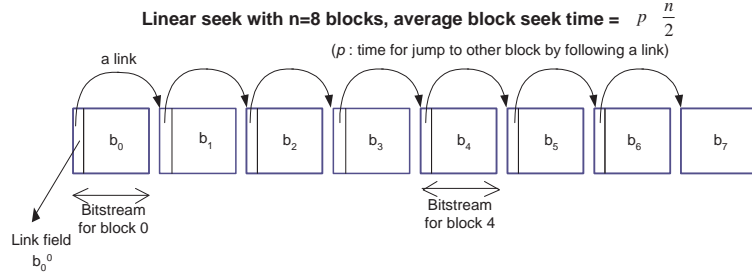 Linear seek with n=8 blocks, average block seek time = p n/2
(p : time for jump to other block by following a link)
a link
b₀ b₁ b₂ b₃ b₄ b₅ b₆ b₇
Bitstream
for block 0
Bitstream
for block 4
Link field
b₀⁰